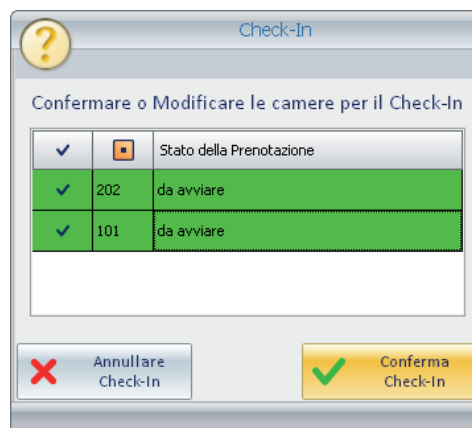 Check-In
Confermare o Modificare le camere per il Check-In
Stato della Prenotazione
202 da avviare
101 da avviare
Annullare
Check-In
Conferma
Check-In